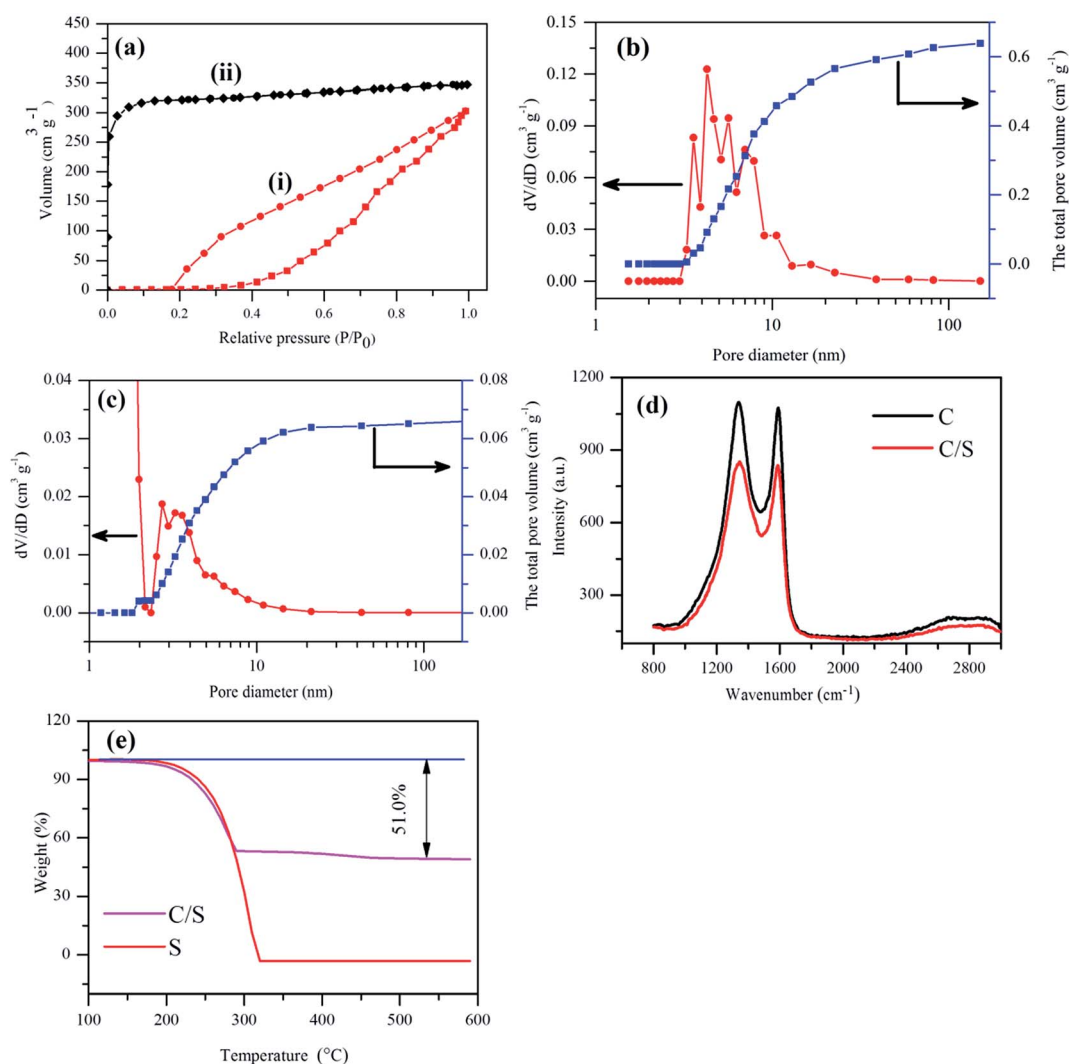 (a)
(ii)
(i)
450
400
350
300
250
200
150
100
50
0
0.0 0.2 0.4 0.6 0.8 1.0
Volume (cm3 g-1)
Relative pressure (P/P0)
(b)
0.15
0.12
0.09
0.06
0.03
0.00
0.6
0.4
0.2
0.0
1 10 100
dV/dD (cm3 g-1)
The total pore volume (cm3 g-1)
Pore diameter (nm)
(c)
0.04
0.03
0.02
0.01
0.00
0.08
0.06
0.04
0.02
0.00
1 10 100
dV/dD (cm3 g-1)
The total pore volume (cm3 g-1)
Pore diameter (nm)
(d)
C
C/S
1200
900
600
300
800 1200 1600 2000 2400 2800
Intensity (a.u.)
Wavenumber (cm-1)
(e)
120
90
60
30
0
51.0%
C/S
S
100 200 300 400 500 600
Weight (%)
Temperature (°C)